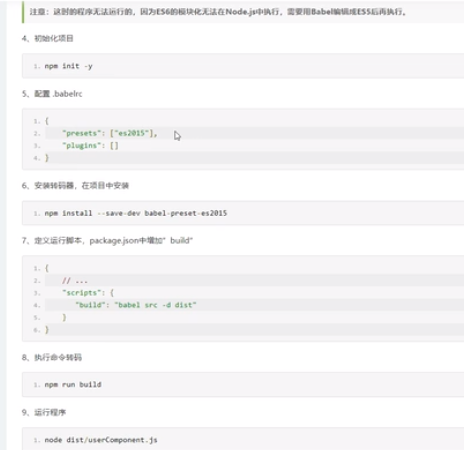 注意：这时的程序无法运行的，因为ES6的模块化无法在Node.js中执行，需要用Babel编辑成ES5后再执行。
4、初始化项目
1. npm init -y
5、配置 .babelrc
1. {
2. "presets": ["es2015"],
3. "plugins": []
4. }
6、安装转码器，在项目中安装
1. npm install --save-dev babel-preset-es2015
7、定义运行脚本，package.json中增加"build"
1. {
2. // ...
3. "scripts": {
4. "build": "babel src -d dist"
5. }
6. }
8、执行命令转码
1. npm run build
9、运行程序
1. node dist/userComponent.js